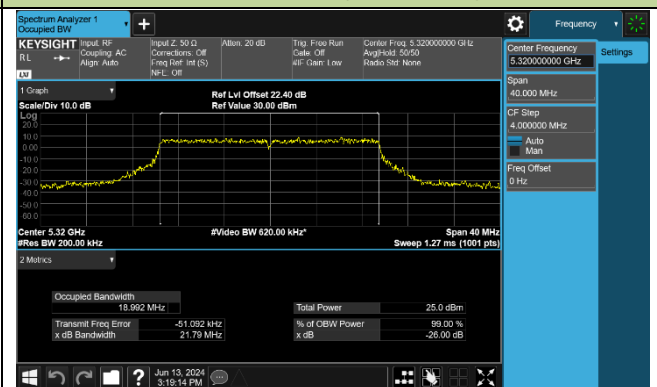 Spectrum Analyzer 1
Occupied BW
Frequency
KEYSIGHT
RL
LXI
Input: RF
Coupling: AC
Align: Auto
Input Z: 50 Ω
Corrections: Off
Freq Ref: Int (S)
NFE: Off
Atten: 20 dB
Trig: Free Run
Gate: Off
#IF Gain: Low
Center Freq: 5.320000000 GHz
Avg|Hold: 50/50
Radio Std: None
Center Frequency
5.320000000 GHz
Settings
Span
40.000 MHz
CF Step
4.000000 MHz
Auto
Man
Freq Offset
0 Hz
1 Graph
Scale/Div 10.0 dB
Ref Lvl Offset 22.40 dB
Ref Value 30.00 dBm
Log
20.0
10.0
0.00
-10.0
-20.0
-30.0
-40.0
-50.0
-60.0
Center 5.32 GHz
#Res BW 200.00 kHz
#Video BW 620.00 kHz*
Span 40 MHz
Sweep 1.27 ms (1001 pts)
2 Metrics
Occupied Bandwidth
18.992 MHz
Total Power 25.0 dBm
Transmit Freq Error -51.092 kHz
% of OBW Power 99.00 %
x dB Bandwidth 21.79 MHz
x dB -26.00 dB
?
Jun 13, 2024
3:19:14 PM